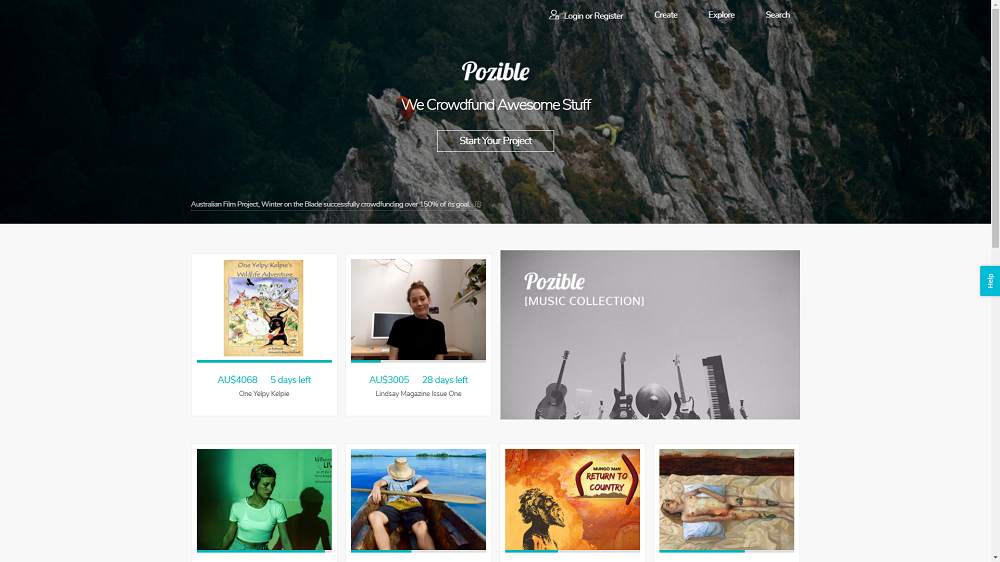 Login or Register
Create
Explore
Search
Pozible
We Crowdfund Awesome Stuff
Start Your Project
Australian Film Project, Winter on the Blade successfully crowdfunding over 150% of its goal.
Help
One Yelpy Kelpie's
Wildlife Adventure
Pozible
[MUSIC COLLECTION]
AU$4068 5 days left
One Yelpy Kelpie
AU$3005 28 days left
Lindsay Magazine Issue One
MUNGO MAN
RETURN TO
COUNTRY